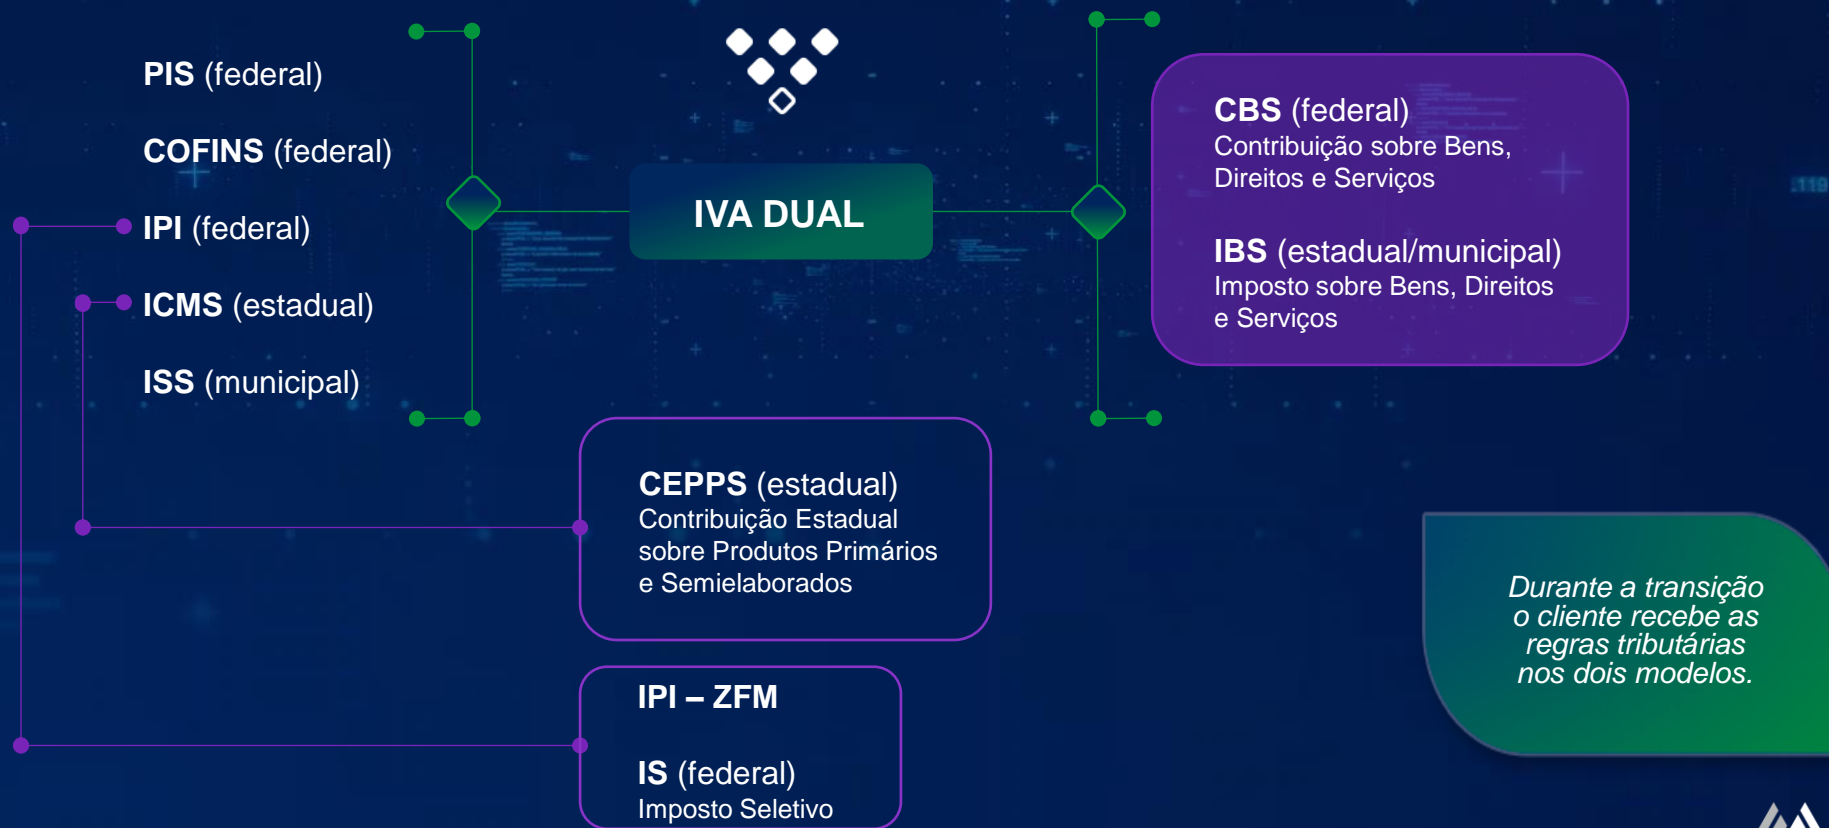 PIS (federal)
COFINS (federal)
IPI (federal)
ICMS (estadual)
ISS (municipal)
IVA DUAL
CBS (federal)
Contribuição sobre Bens,
Direitos e Serviços
IBS (estadual/municipal)
Imposto sobre Bens, Direitos
e Serviços
CEPPS (estadual)
Contribuição Estadual
sobre Produtos Primários
e Semielaborados
IPI – ZFM
IS (federal)
Imposto Seletivo
Durante a transição
o cliente recebe as
regras tributárias
nos dois modelos.